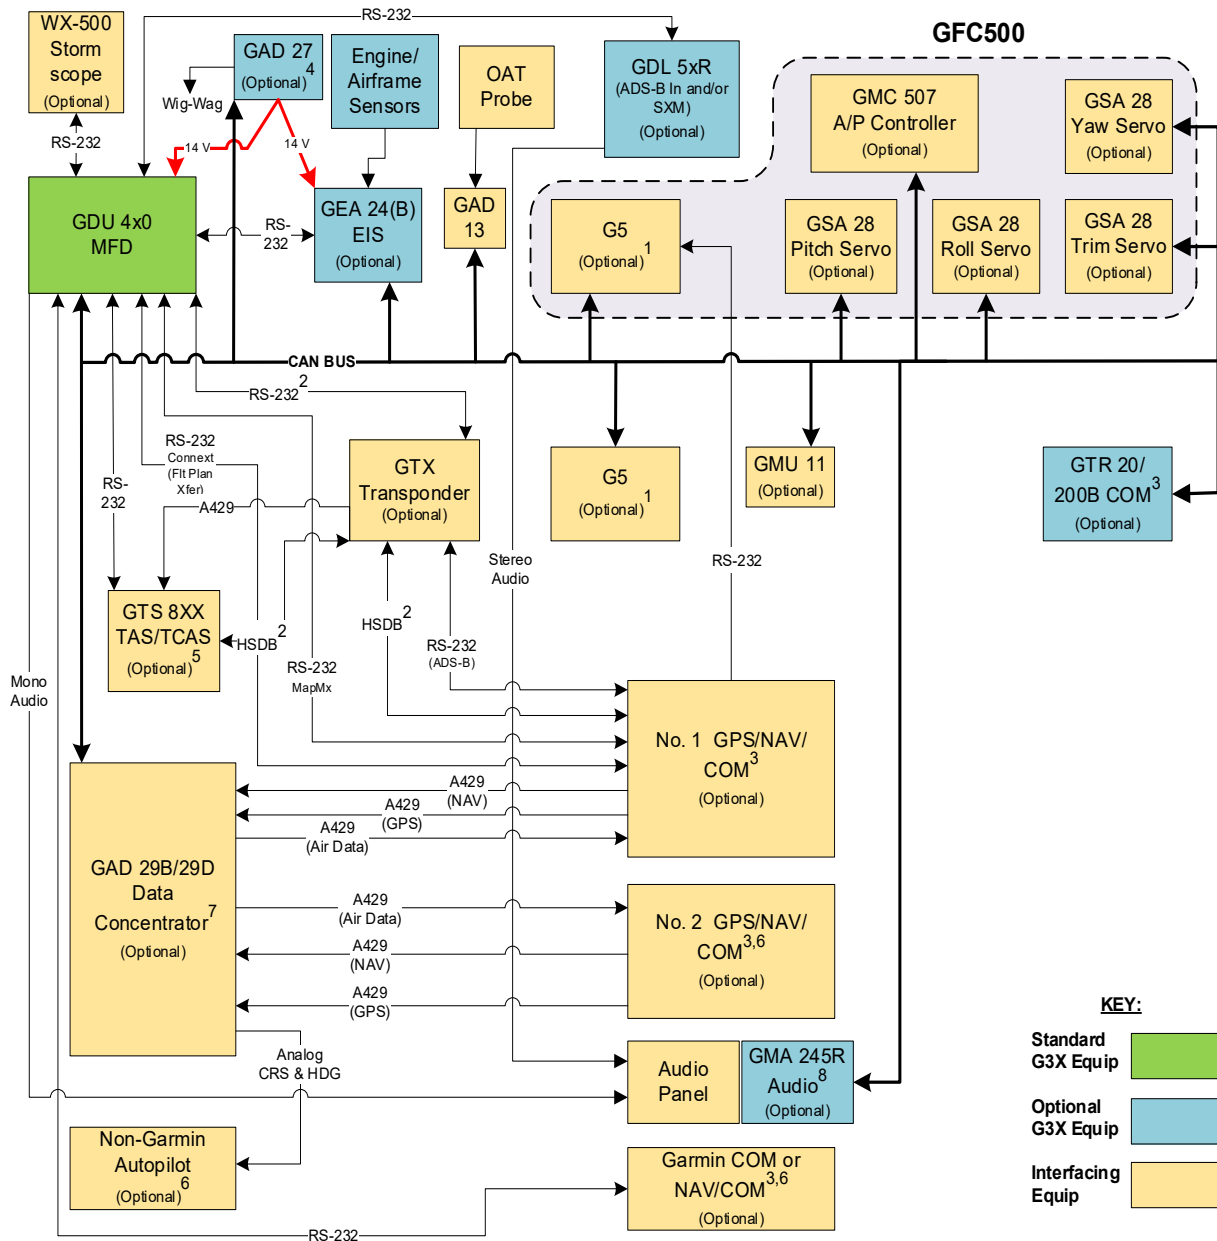 WX-500
Storm
scope
(Optional)
RS-232
GAD 27
(Optional) 4
Wig-Wag
14 V
14 V
Engine/
Airframe
Sensors
OAT
Probe
RS-232
GDL 5xR
(ADS-B In and/or
SXM)
(Optional)
GFC500
GMC 507
A/P Controller
(Optional)
GSA 28
Yaw Servo
(Optional)
GDU 4x0
MFD
RS-
232
GEA 24(B)
EIS
(Optional)
GAD
13
G5
(Optional) 1
GSA 28
Pitch Servo
(Optional)
GSA 28
Roll Servo
(Optional)
GSA 28
Trim Servo
(Optional)
CAN BUS
RS-232 2
RS-232
Connext
(Flt Plan
Xfer)
RS-
232
A429
GTX
Transponder
(Optional)
G5
(Optional) 1
GMU 11
(Optional)
GTR 20/
200B COM 3
(Optional)
Stereo
Audio
RS-232
GTS 8XX
TAS/TCAS
(Optional) 5
HSDB 2
HSDB 2
RS-232
(ADS-B)
RS-232
MapMx
Mono
Audio
No. 1 GPS/NAV/
COM 3
(Optional)
A429
(NAV)
A429
(GPS)
A429
(Air Data)
GAD 29B/29D
Data
Concentrator 7
(Optional)
A429
(Air Data)
A429
(NAV)
A429
(GPS)
No. 2 GPS/NAV/
COM 3,6
(Optional)
Analog
CRS & HDG
Audio
Panel
GMA 245R
Audio 8
(Optional)
Non-Garmin
Autopilot
(Optional) 6
Garmin COM or
NAV/COM 3,6
(Optional)
RS-232
KEY:
Standard
G3X Equip
Optional
G3X Equip
Interfacing
Equip